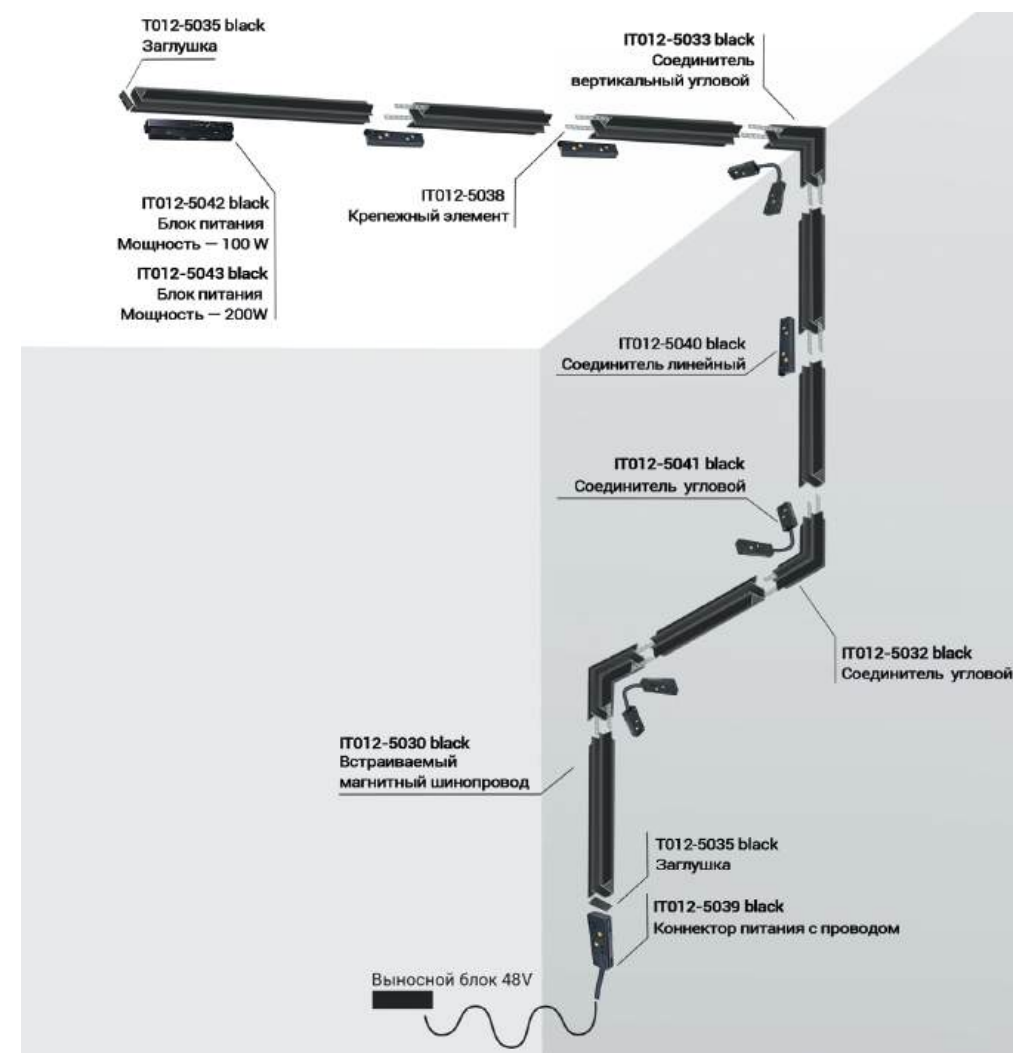 T012-5035 black
Заглушка
IT012-5033 black
Соединитель
вертикальный угловой
IT012-5042 black
Блок питания
Мощность — 100 W
IT012-5043 black
Блок питания
Мощность — 200W
IT012-5038
Крепежный элемент
IT012-5040 black
Соединитель линейный
IT012-5041 black
Соединитель угловой
IT012-5032 black
Соединитель угловой
IT012-5030 black
Встраиваемый
магнитный шинопровод
T012-5035 black
Заглушка
IT012-5039 black
Коннектор питания с проводом
Выносной блок 48V